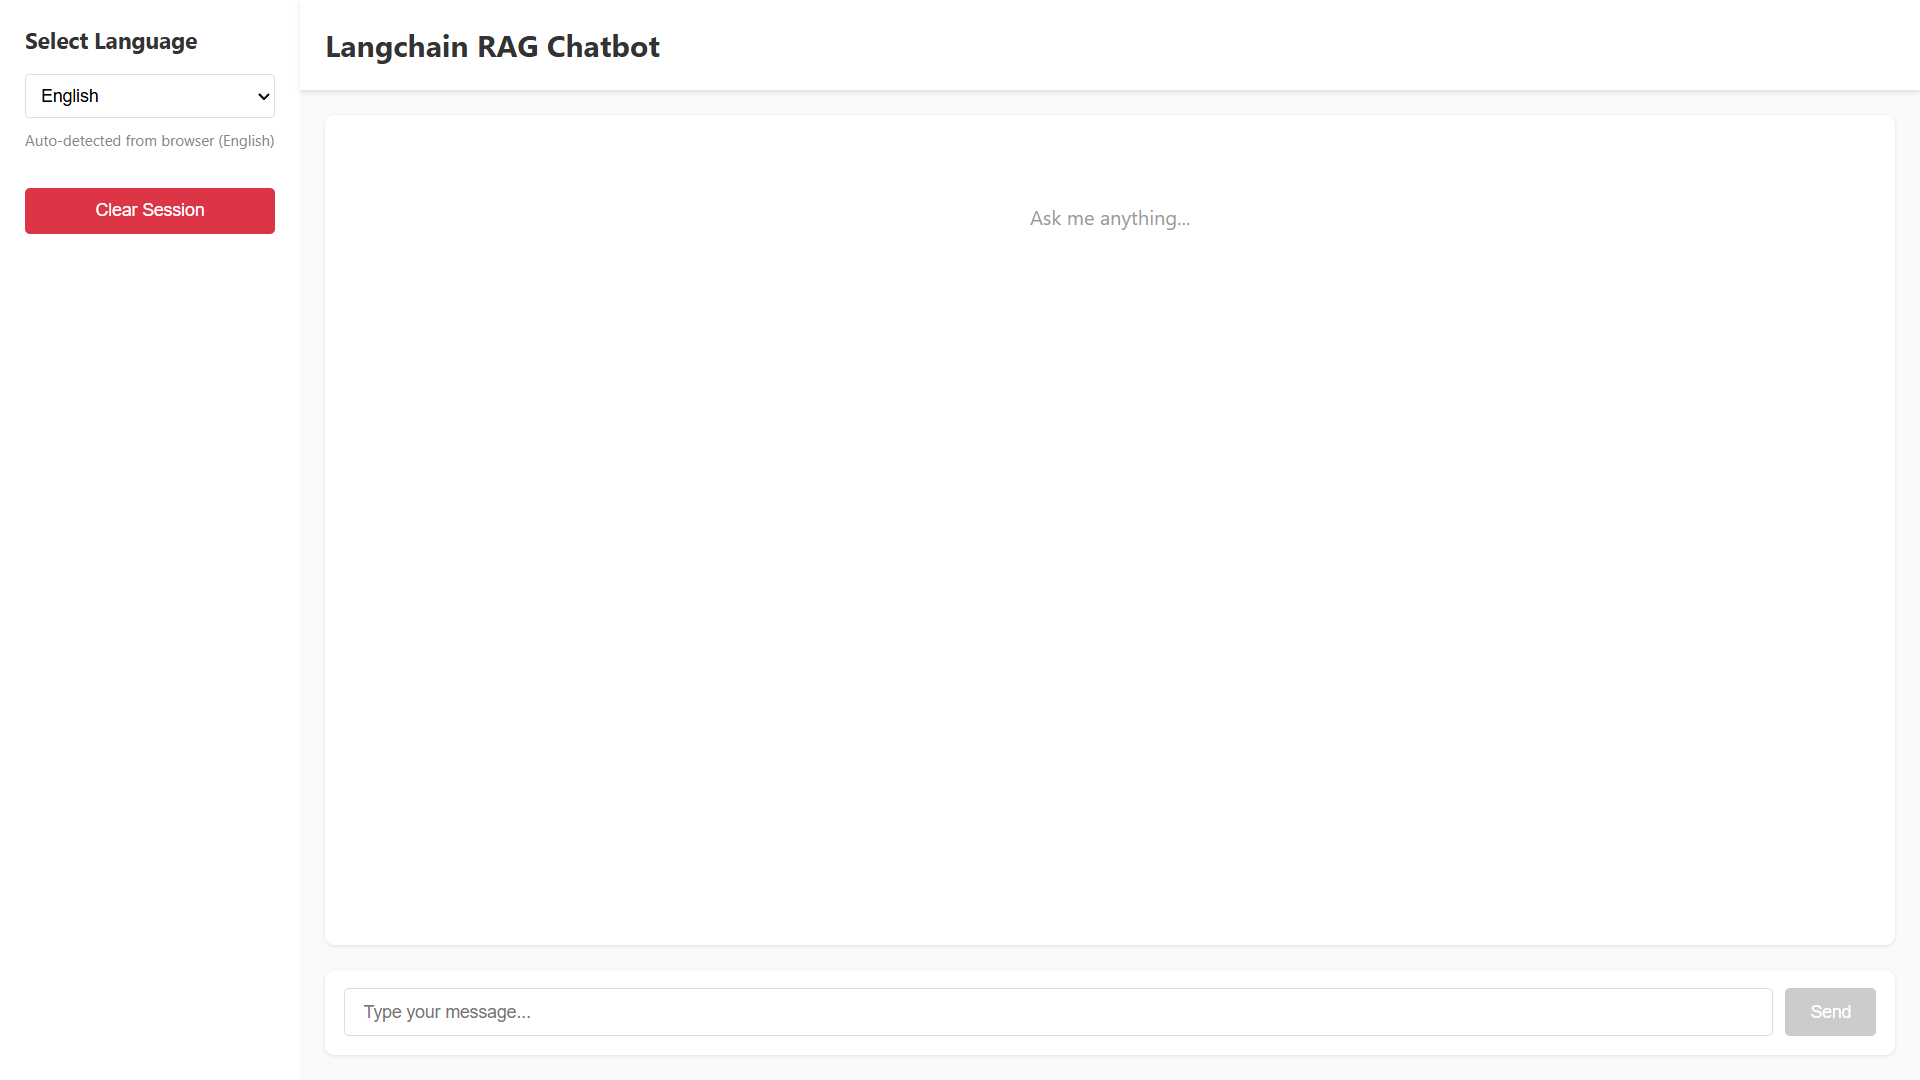 Select Language
English
Auto-detected from browser (English)
Clear Session
Langchain RAG Chatbot
Ask me anything...
Type your message...
Send